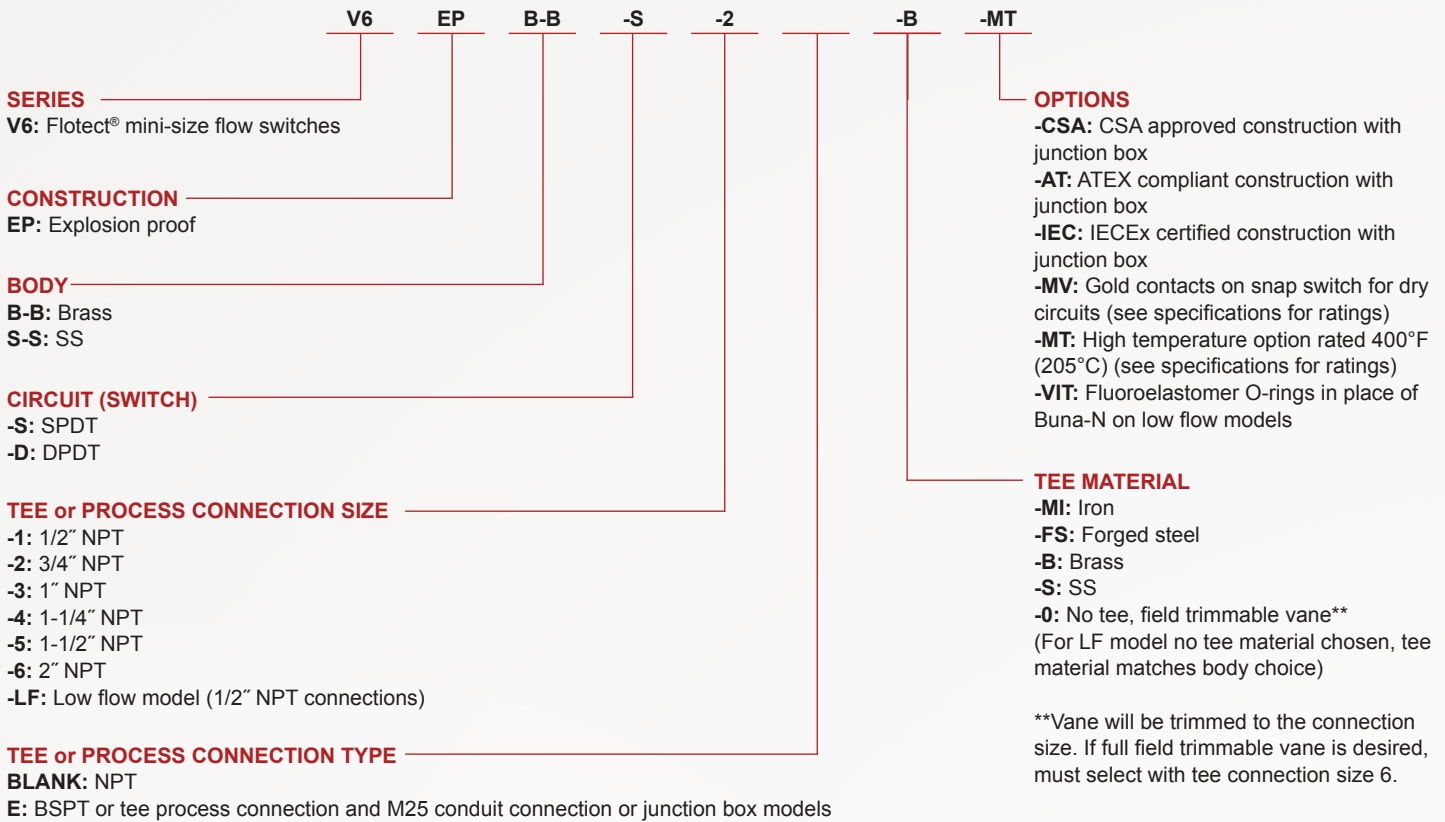 V6 EP B-B -S -2 -B -MT
SERIES
V6: Flotect® mini-size flow switches
CONSTRUCTION
EP: Explosion proof
BODY
B-B: Brass
S-S: SS
CIRCUIT (SWITCH)
-S: SPDT
-D: DPDT
TEE or PROCESS CONNECTION SIZE
-1: 1/2˝ NPT
-2: 3/4˝ NPT
-3: 1˝ NPT
-4: 1-1/4˝ NPT
-5: 1-1/2˝ NPT
-6: 2˝ NPT
-LF: Low flow model (1/2˝ NPT connections)
TEE or PROCESS CONNECTION TYPE
BLANK: NPT
E: BSPT or tee process connection and M25 conduit connection or junction box models
OPTIONS
-CSA: CSA approved construction with
junction box
-AT: ATEX compliant construction with
junction box
-IEC: IECEx certified construction with
junction box
-MV: Gold contacts on snap switch for dry
circuits (see specifications for ratings)
-MT: High temperature option rated 400°F
(205°C) (see specifications for ratings)
-VIT: Fluoroelastomer O-rings in place of
Buna-N on low flow models
TEE MATERIAL
-MI: Iron
-FS: Forged steel
-B: Brass
-S: SS
-0: No tee, field trimmable vane**
(For LF model no tee material chosen, tee
material matches body choice)
**Vane will be trimmed to the connection
size. If full field trimmable vane is desired,
must select with tee connection size 6.